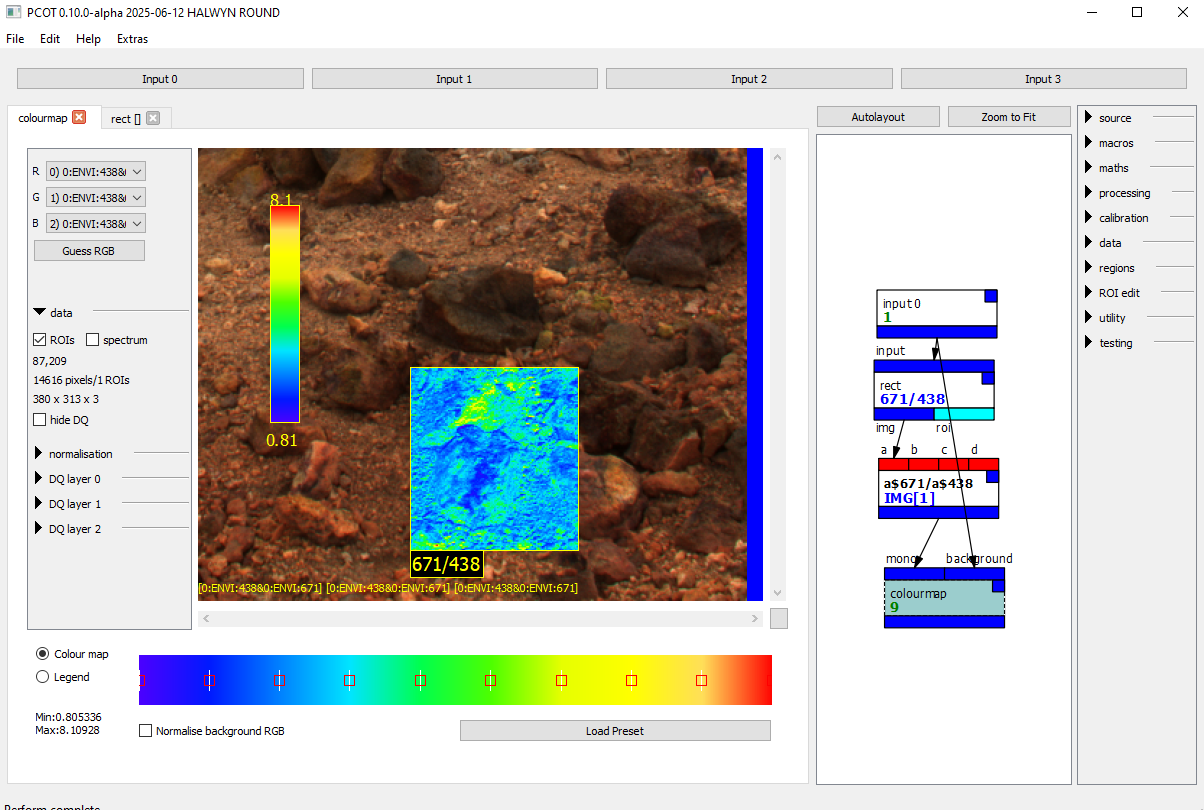 PCOT 0.10.0-alpha 2025-06-12 HALWYN ROUND
File Edit Help Extras
Input 0 Input 1 Input 2 Input 3
colourmap rect []
Autolayout Zoom to Fit
R 0) 0:ENVI:438&(
G 1) 0:ENVI:438&(
B 2) 0:ENVI:438&(
Guess RGB
data
ROIs spectrum
87,209
14616 pixels/1 ROIs
380 x 313 x 3
hide DQ
normalisation
DQ layer 0
DQ layer 1
DQ layer 2
8.1
0.81
671/438
[0:ENVI:438&0:ENVI:671] [0:ENVI:438&0:ENVI:671] [0:ENVI:438&0:ENVI:671]
Colour map
Legend
Min:0.805336
Max:8.10928
Normalise background RGB
Load Preset
input 0
1
input
rect
671/438
img roi
a b c d
a$671/a$438
IMG[1]
mono background
colourmap
9
source
macros
maths
processing
calibration
data
regions
ROI edit
utility
testing
Perform complete